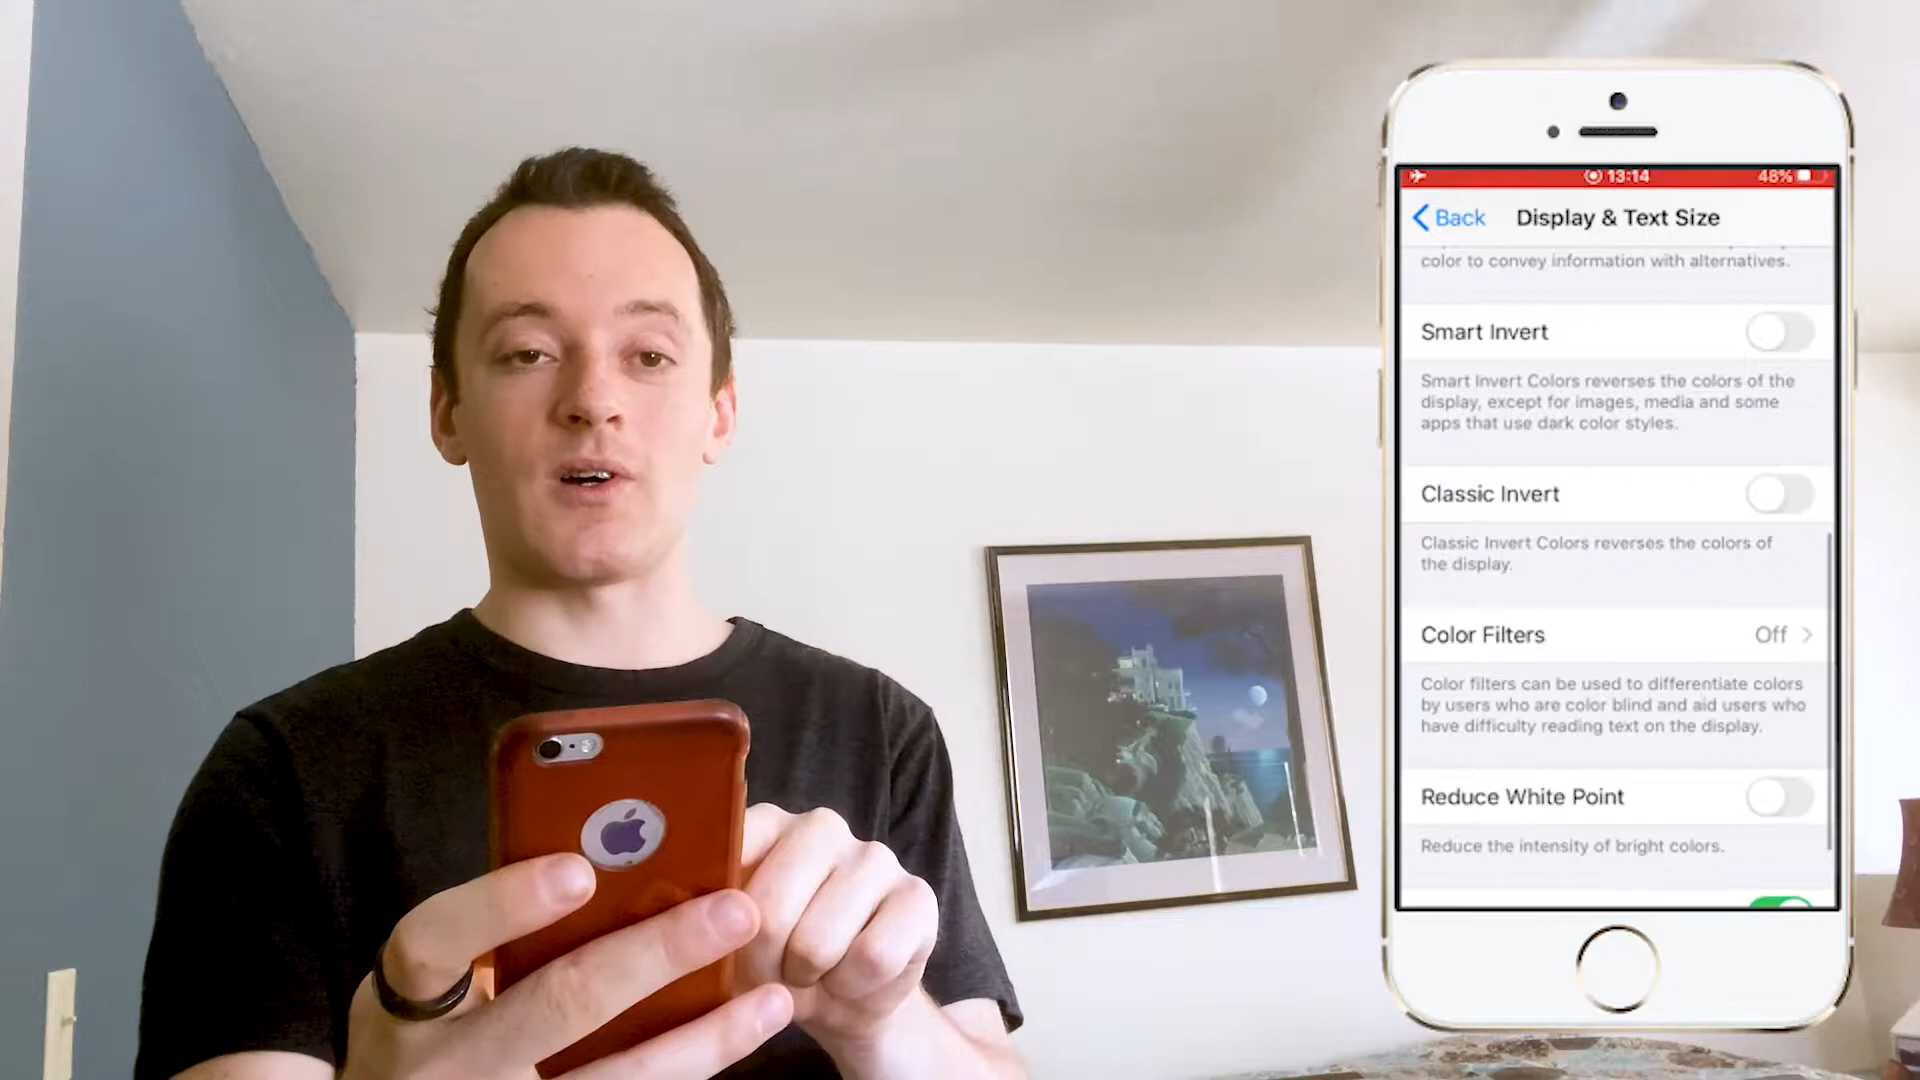 13:14
48%
Back
Display & Text Size
color to convey information with alternatives.
Smart Invert
Smart Invert Colors reverses the colors of the
display, except for images, media and some
apps that use dark color styles.
Classic Invert
Classic Invert Colors reverses the colors of
the display.
Color Filters
Off
Color filters can be used to differentiate colors
by users who are color blind and aid users who
have difficulty reading text on the display.
Reduce White Point
Reduce the intensity of bright colors.